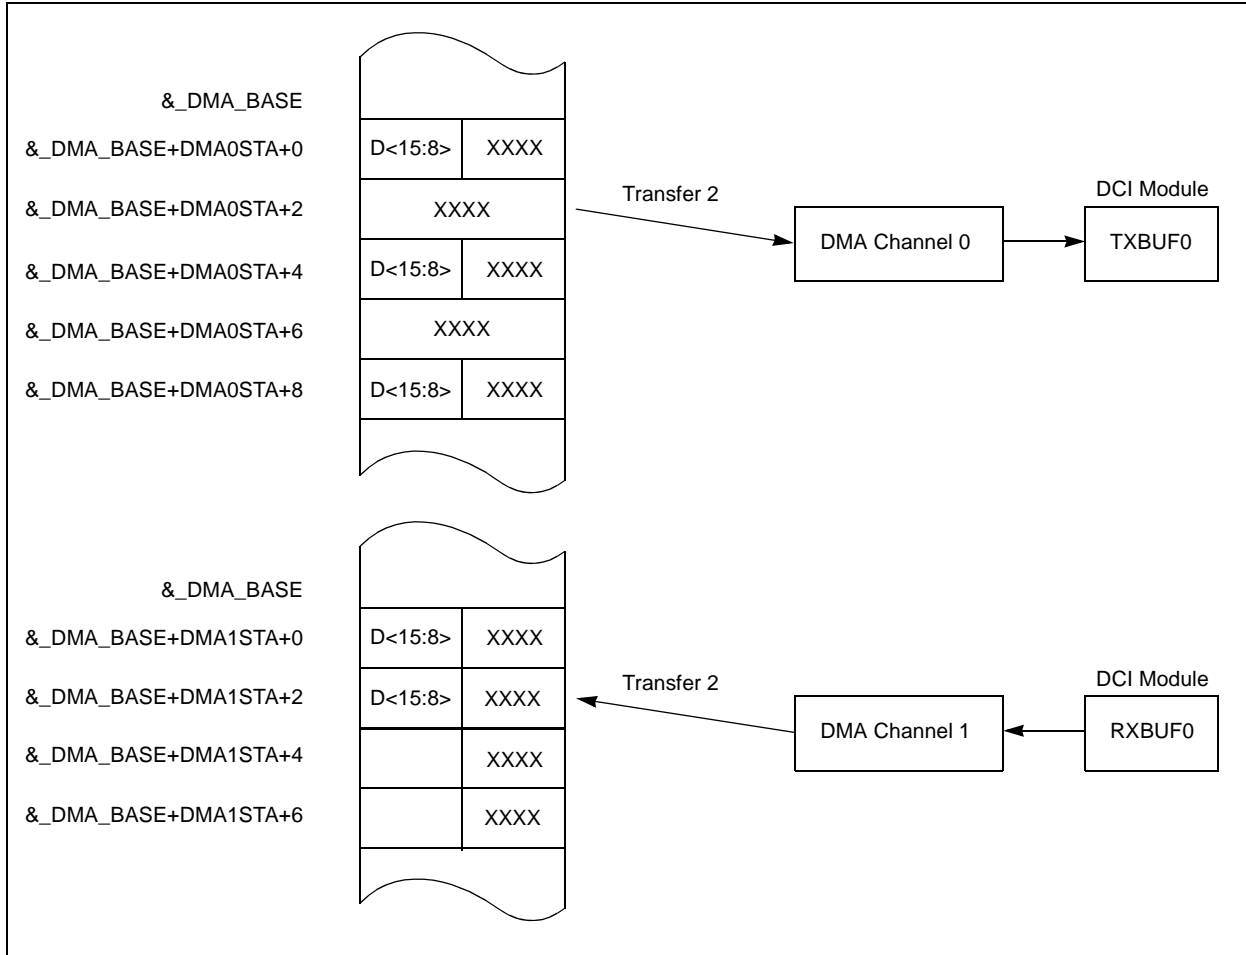 &_DMA_BASE
&_DMA_BASE+DMA0STA+0 D<15:8> XXXX
&_DMA_BASE+DMA0STA+2 XXXX
&_DMA_BASE+DMA0STA+4 D<15:8> XXXX
&_DMA_BASE+DMA0STA+6 XXXX
&_DMA_BASE+DMA0STA+8 D<15:8> XXXX
Transfer 2
DMA Channel 0
DCI Module
TXBUF0
&_DMA_BASE
&_DMA_BASE+DMA1STA+0 D<15:8> XXXX
&_DMA_BASE+DMA1STA+2 D<15:8> XXXX
&_DMA_BASE+DMA1STA+4 XXXX
&_DMA_BASE+DMA1STA+6 XXXX
Transfer 2
DMA Channel 1
DCI Module
RXBUF0